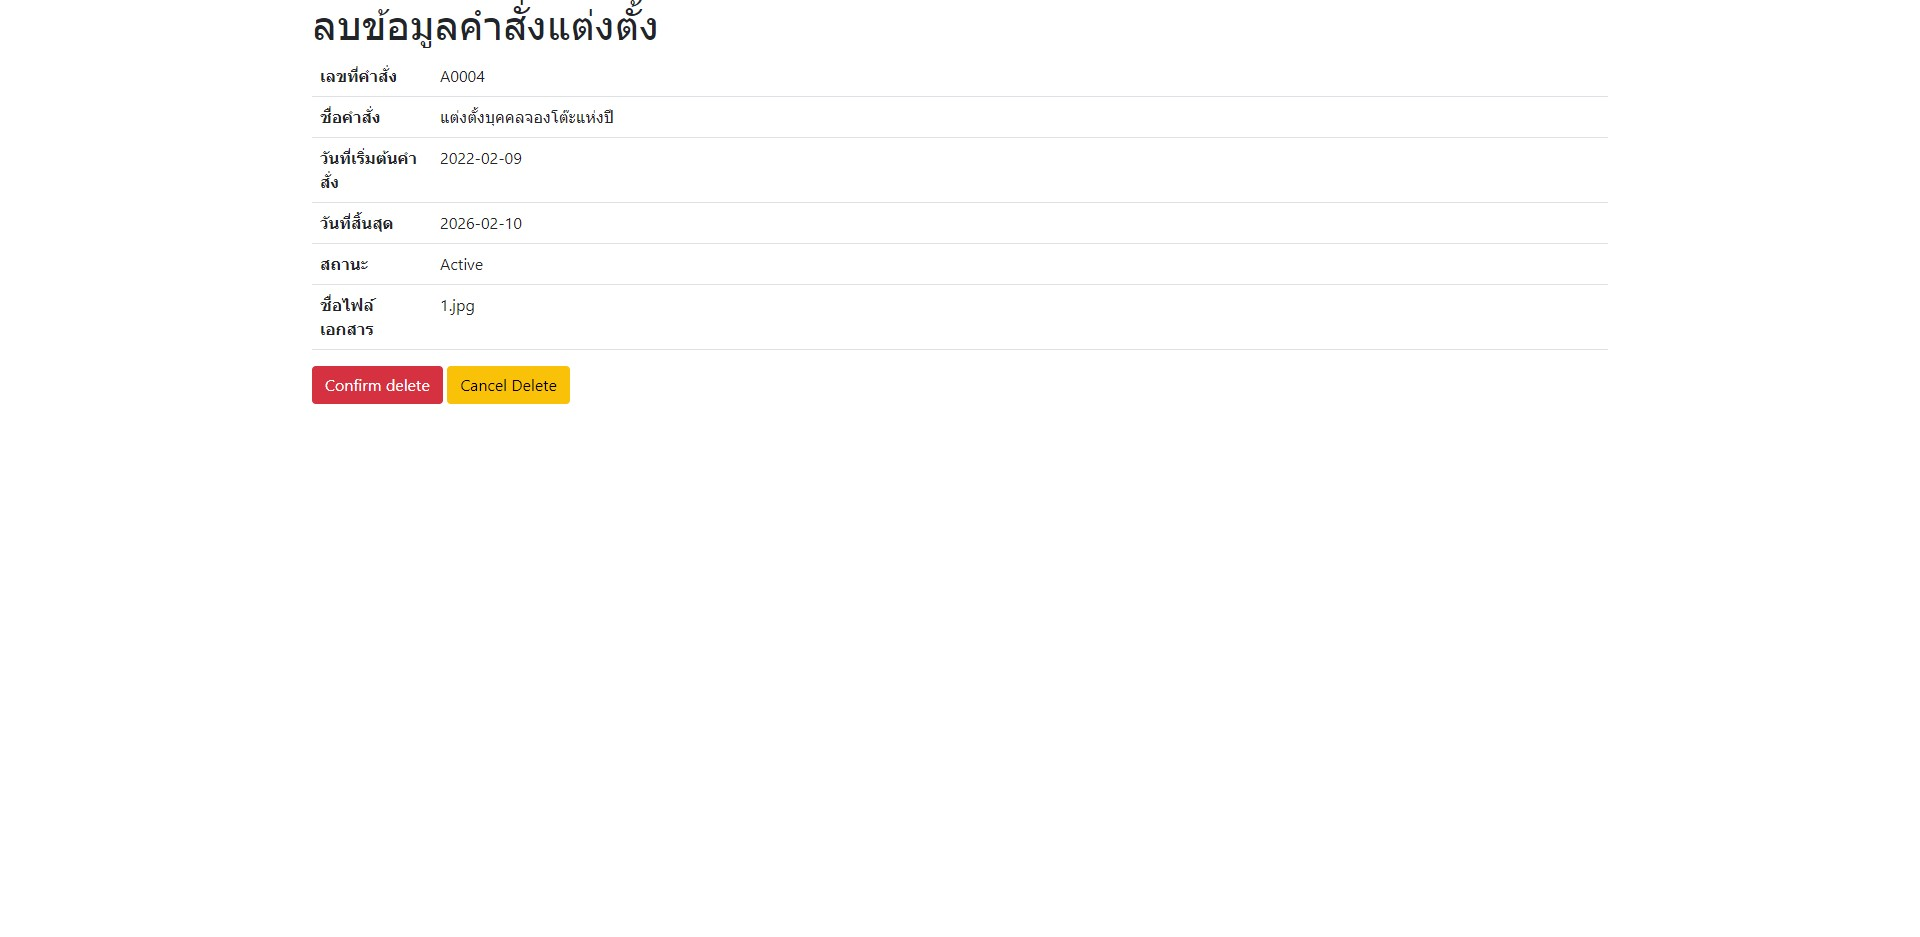 ลบข้อมูลคำสั่งแต่งตั้ง
เลขที่คำสั่ง A0004
ชื่อคำสั่ง แต่งตั้งบุคคลจองโต๊ะแห่งปี
วันที่เริ่มต้นคำ 2022-02-09
สั่ง
วันที่สิ้นสุด 2026-02-10
สถานะ Active
ชื่อไฟล์ 1.jpg
เอกสาร
Confirm delete Cancel Delete